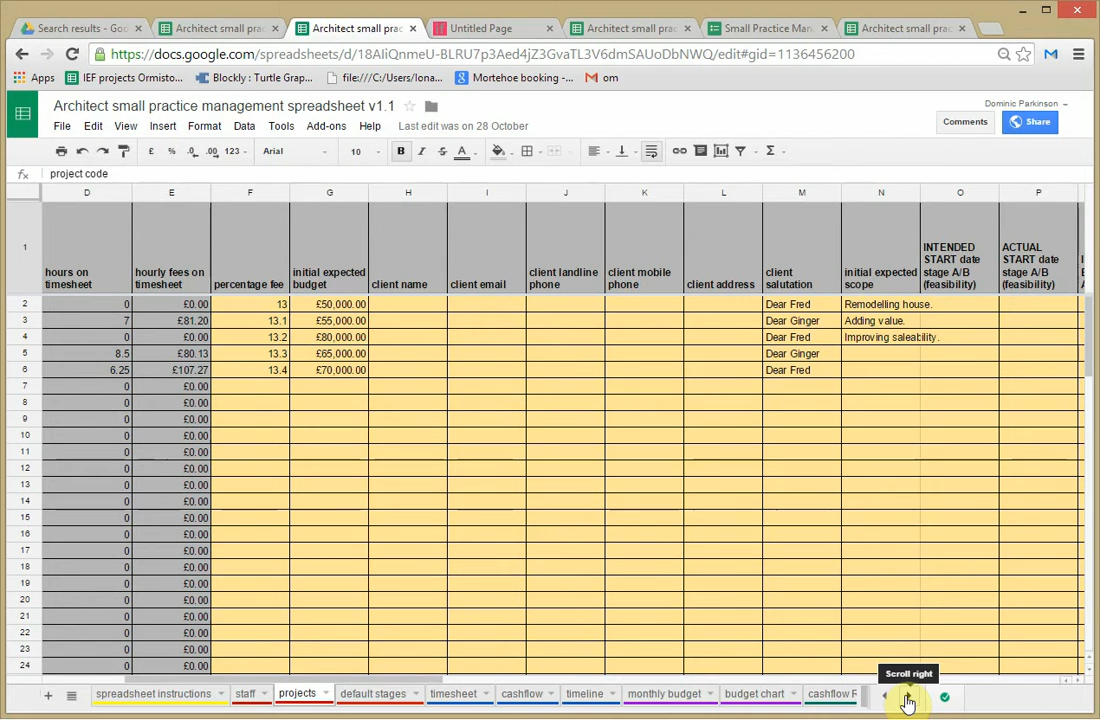 Search results - Goo
Architect small prac
Architect small prac
Untitled Page
Architect small prac
Small Practice Man
Architect small prac
https://docs.google.com/spreadsheets/d/18AliQnmeU-BLRU7p3Aed4jZ3GvaTL3V6dmSAUoDbNWQ/edit#gid=1136456200
Apps IEF projects Ormisto... Blockly : Turtle Grap... file:///C:/Users/Iona... Mortehoe booking -... om
Architect small practice management spreadsheet v1.1
Dominic Parkinson
File Edit View Insert Format Data Tools Add-ons Help Last edit was on 28 October
Comments Share
£ % .0 .00 123 Arial 10 B I S A Σ
fx project code
D E F G H I J K L M N O P
1 hours on timesheet
hourly fees on timesheet
percentage fee
initial expected budget
client name
client email
client landline phone
client mobile phone
client address
client salutation
initial expected scope
INTENDED START date stage A/B (feasibility)
ACTUAL START date stage A/B (feasibility)
2 0 £0.00 13 £50,000.00 Dear Fred Remodelling house.
3 7 £81.20 13.1 £55,000.00 Dear Ginger Adding value.
4 0 £0.00 13.2 £80,000.00 Dear Fred Improving saleability.
5 8.5 £80.13 13.3 £65,000.00 Dear Ginger
6 6.25 £107.27 13.4 £70,000.00 Dear Fred
7 0 £0.00
8 0 £0.00
9 0 £0.00
10 0 £0.00
11 0 £0.00
12 0 £0.00
13 0 £0.00
14 0 £0.00
15 0 £0.00
16 0 £0.00
17 0 £0.00
18 0 £0.00
19 0 £0.00
20 0 £0.00
21 0 £0.00
22 0 £0.00
23 0 £0.00
24 0 £0.00
Scroll right
spreadsheet instructions staff projects default stages timesheet cashflow timeline monthly budget budget chart cashflow F